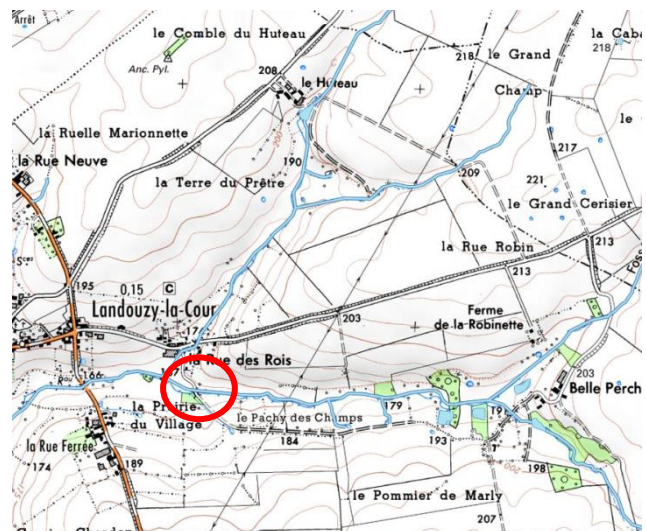 Arrêt
le Comble du Huteau
Anc. Pyl.
208
le Huteau
218
le Grand
Champ
la Caba
218
la Ruelle Marionnette
la Rue Neuve
190
la Terre du Prêtre
209
217
221
le Grand Cerisier
la Rue Robin
213
213
195
0,15
C
Landouzy-la-Cour
203
Ferme
de la Robinette
Foss
la Rue des Rois
166
203
Belle Perch
la Prairie
du Village
le Pachy des Champs
179
184
193
la Rue Ferrée
174
189
198
200
le Pommier de Marly
207